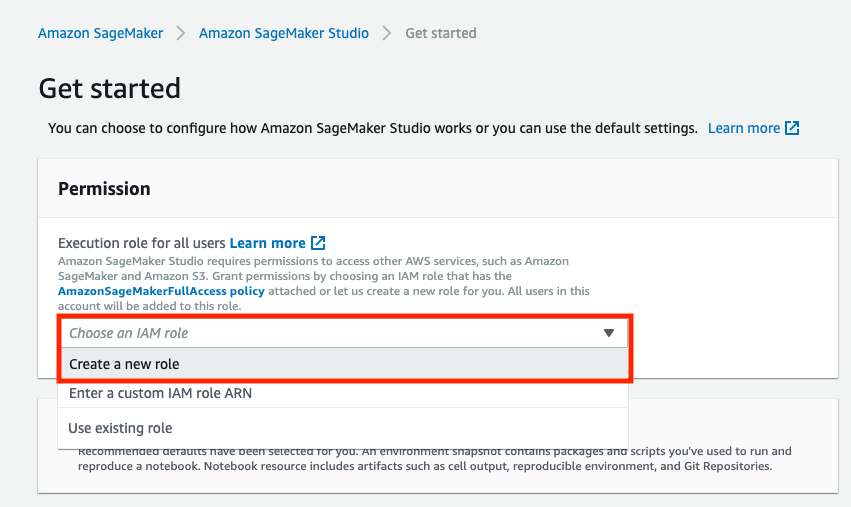 Amazon SageMaker > Amazon SageMaker Studio > Get started
Get started
You can choose to configure how Amazon SageMaker Studio works or you can use the default settings. Learn more
Permission
Execution role for all users Learn more
Amazon SageMaker Studio requires permissions to access other AWS services, such as Amazon
SageMaker and Amazon S3. Grant permissions by choosing an IAM role that has the
AmazonSageMakerFullAccess policy attached or let us create a new role for you. All users in this
account will be added to this role.
Choose an IAM role
Create a new role
Enter a custom IAM role ARN
Use existing role
Recommended defaults have been selected for you. An environment snapshot contains packages and scripts you've used to run and
reproduce a notebook. Notebook resource includes artifacts such as cell output, reproducible environment, and Git Repositories.